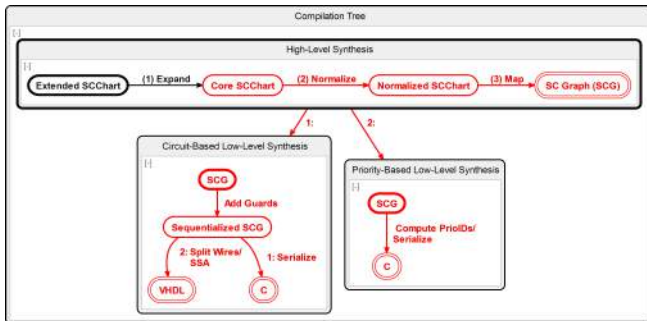 Compilation Tree
[-]
High-Level Synthesis
[-]
Extended SCChart
(1) Expand
Core SCChart
(2) Normalize
Normalized SCChart
(3) Map
SC Graph (SCG)
1:
2:
Circuit-Based Low-Level Synthesis
[-]
SCG
Add Guards
Sequentialized SCG
2: Split Wires/
SSA
1: Serialize
VHDL
C
Priority-Based Low-Level Synthesis
[-]
SCG
Compute PrioIDs/
Serialize
C